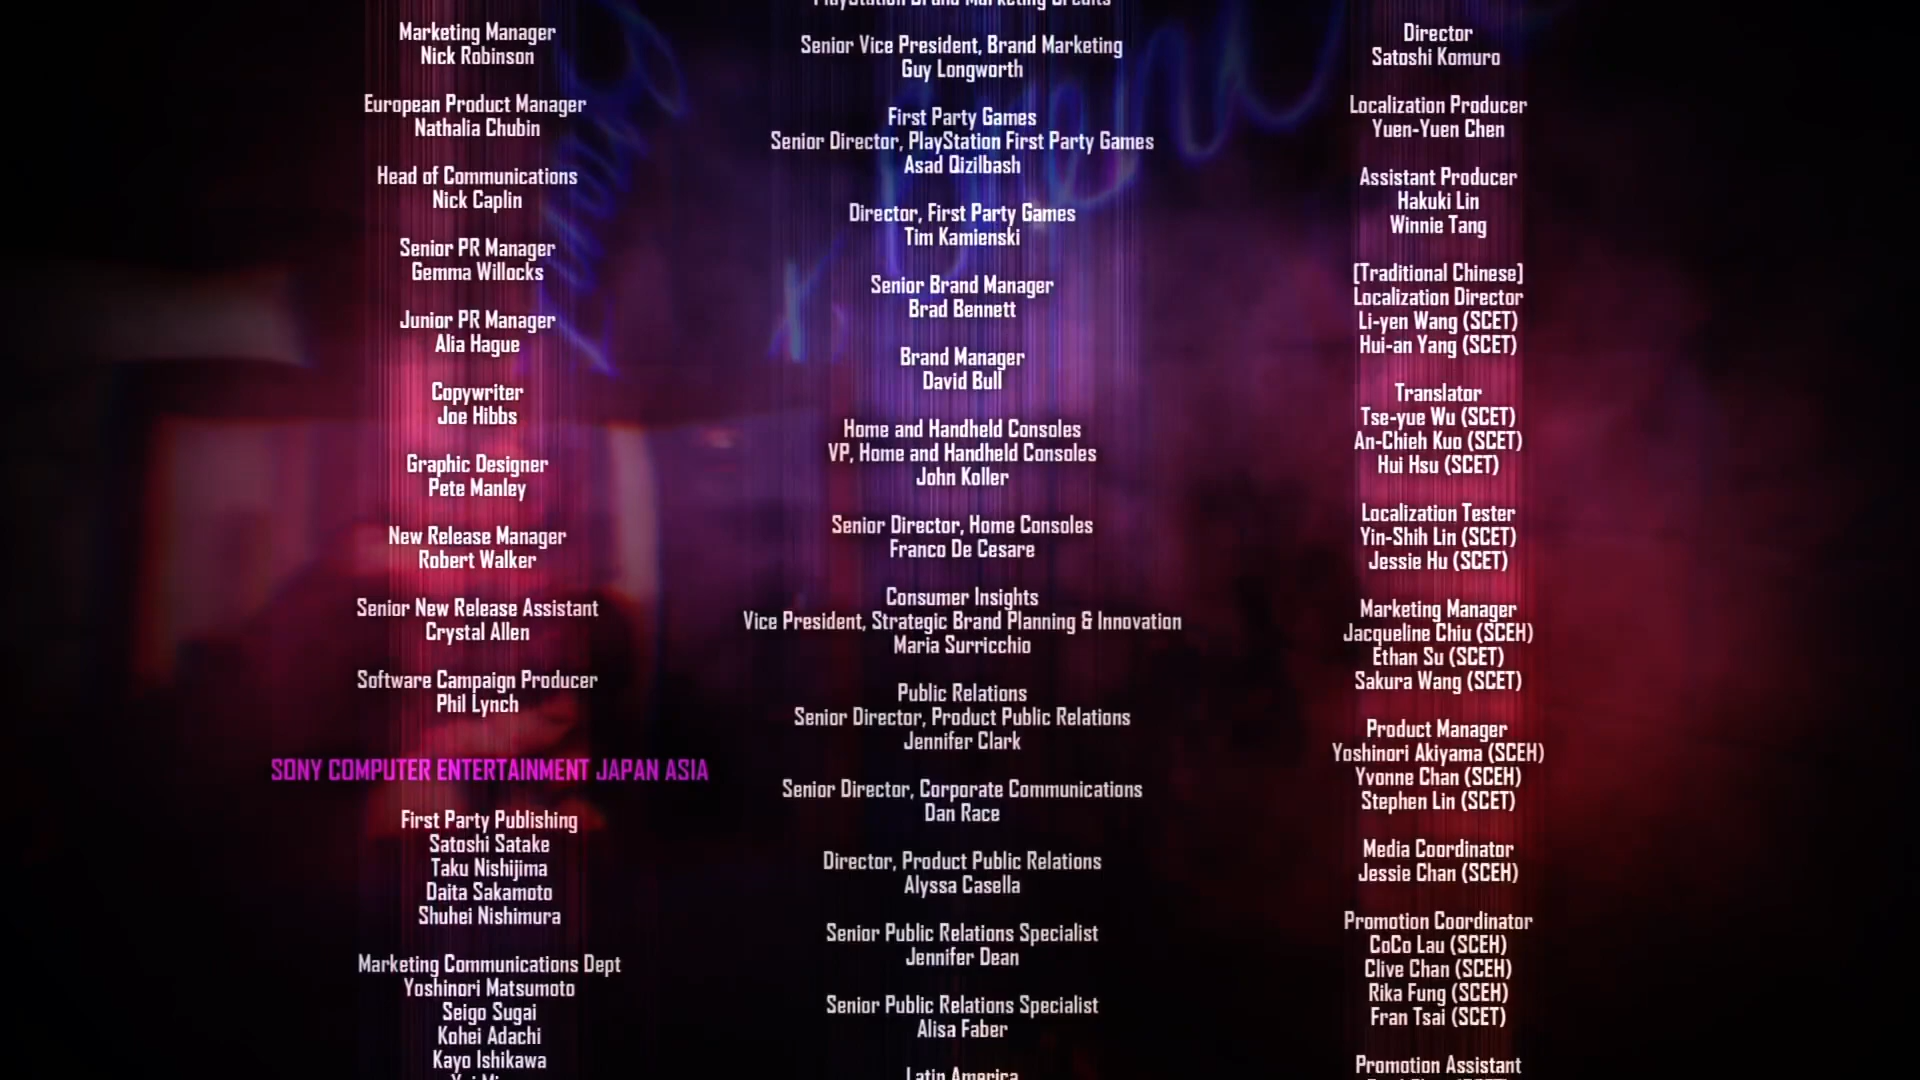 Marketing Manager
Nick Robinson
European Product Manager
Nathalia Chubin
Head of Communications
Nick Caplin
Senior PR Manager
Gemma Willocks
Junior PR Manager
Alia Hague
Copywriter
Joe Hibbs
Graphic Designer
Pete Manley
New Release Manager
Robert Walker
Senior New Release Assistant
Crystal Allen
Software Campaign Producer
Phil Lynch
SONY COMPUTER ENTERTAINMENT JAPAN ASIA
First Party Publishing
Satoshi Satake
Taku Nishijima
Daita Sakamoto
Shuhei Nishimura
Marketing Communications Dept
Yoshinori Matsumoto
Seigo Sugai
Kohei Adachi
Kayo Ishikawa
PlayStation Brand Marketing Credits
Senior Vice President, Brand Marketing
Guy Longworth
First Party Games
Senior Director, PlayStation First Party Games
Asad Qizilbash
Director, First Party Games
Tim Kamienski
Senior Brand Manager
Brad Bennett
Brand Manager
David Bull
Home and Handheld Consoles
VP, Home and Handheld Consoles
John Koller
Senior Director, Home Consoles
Franco De Cesare
Consumer Insights
Vice President, Strategic Brand Planning & Innovation
Maria Surricchio
Public Relations
Senior Director, Product Public Relations
Jennifer Clark
Senior Director, Corporate Communications
Dan Race
Director, Product Public Relations
Alyssa Casella
Senior Public Relations Specialist
Jennifer Dean
Senior Public Relations Specialist
Alisa Faber
Latin America
Director
Satoshi Komuro
Localization Producer
Yuen-Yuen Chen
Assistant Producer
Hakuki Lin
Winnie Tang
[Traditional Chinese]
Localization Director
Li-yen Wang (SCET)
Hui-an Yang (SCET)
Translator
Tse-yue Wu (SCET)
An-Chieh Kuo (SCET)
Hui Hsu (SCET)
Localization Tester
Yin-Shih Lin (SCET)
Jessie Hu (SCET)
Marketing Manager
Jacqueline Chiu (SCEH)
Ethan Su (SCET)
Sakura Wang (SCET)
Product Manager
Yoshinori Akiyama (SCEH)
Yvonne Chan (SCEH)
Stephen Lin (SCET)
Media Coordinator
Jessie Chan (SCEH)
Promotion Coordinator
CoCo Lau (SCEH)
Clive Chan (SCEH)
Rika Fung (SCEH)
Fran Tsai (SCET)
Promotion Assistant